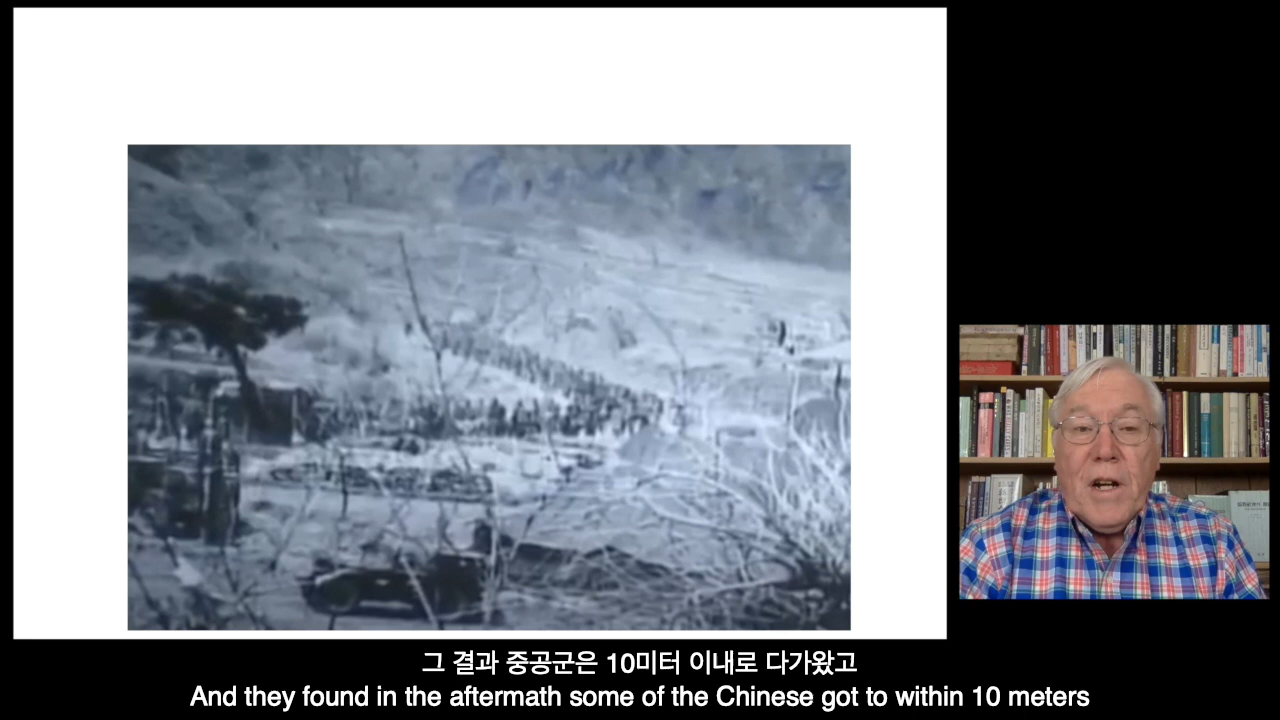 그 결과 중공군은 10미터 이내로 다가왔고
And they found in the aftermath some of the Chinese got to within 10 meters